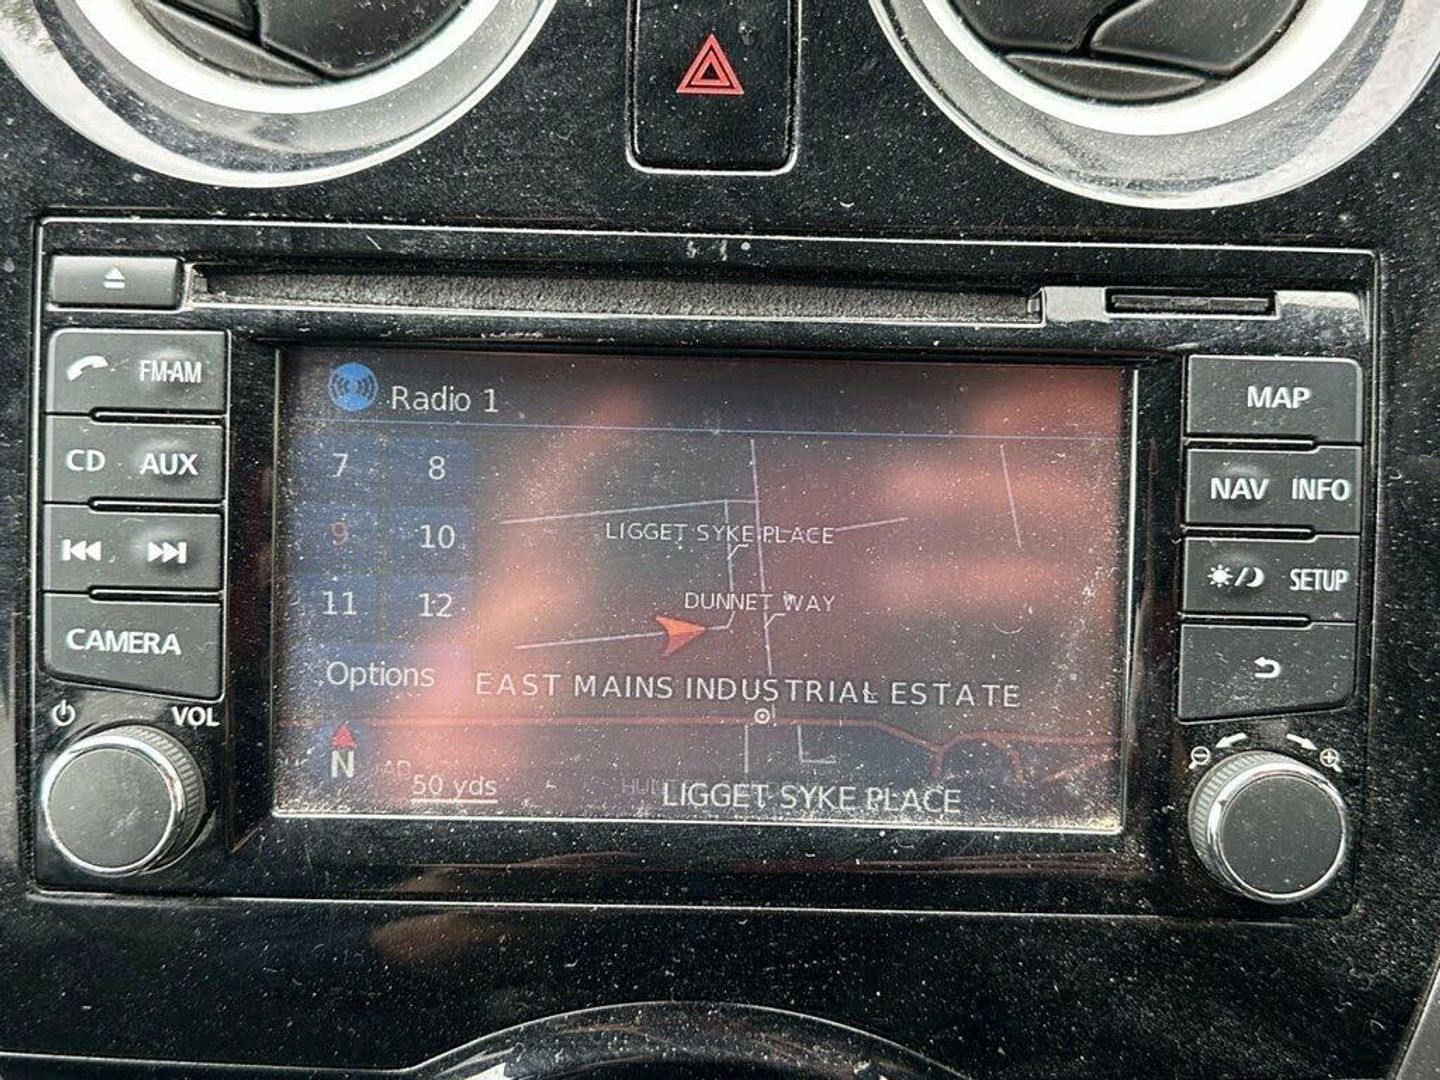 FM·AM
CD AUX
CAMERA
VOL
Radio 1
7 8
9 10
11 12
Options
N
50 yds
LIGGET SYKE PLACE
DUNNET WAY
EAST MAINS INDUSTRIAL ESTATE
LIGGET SYKE PLACE
MAP
NAV INFO
SETUP